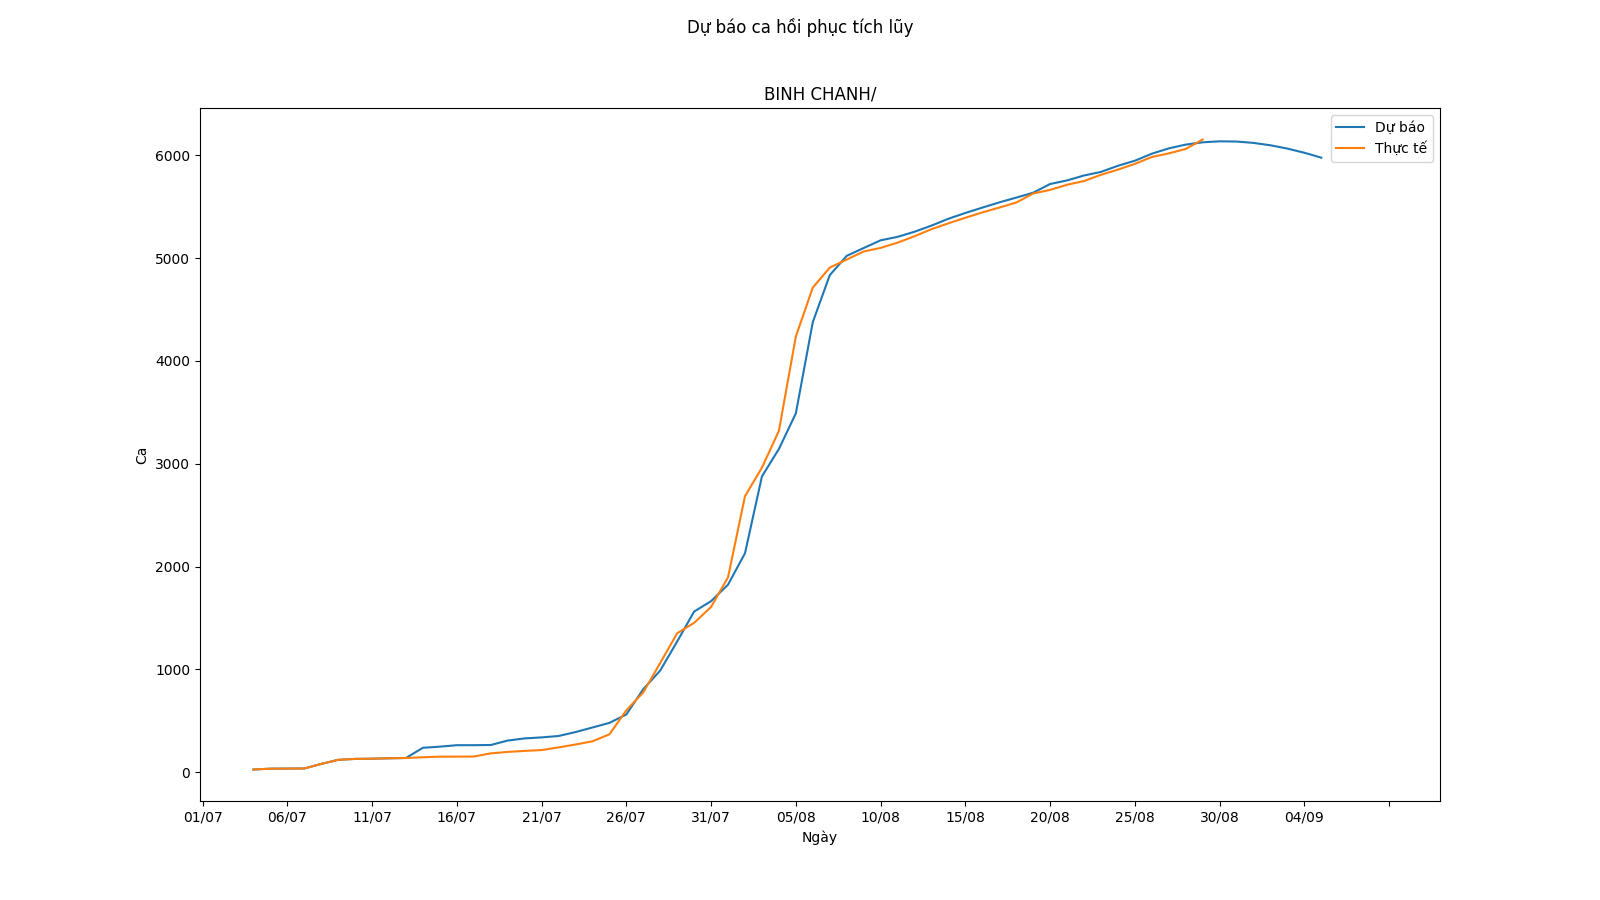 Dự báo ca hồi phục tích lũy
BINH CHANH/
Dự báo
Thực tế
6000
5000
4000
3000
2000
1000
0
Ca
01/07 06/07 11/07 16/07 21/07 26/07 31/07 05/08 10/08 15/08 20/08 25/08 30/08 04/09
Ngày